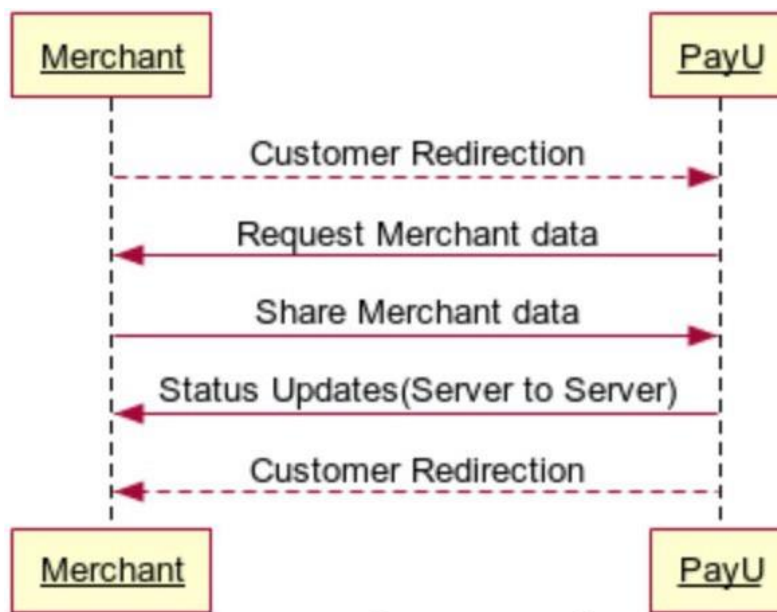 Merchant
PayU
Customer Redirection
Request Merchant data
Share Merchant data
Status Updates(Server to Server)
Customer Redirection
Merchant
PayU